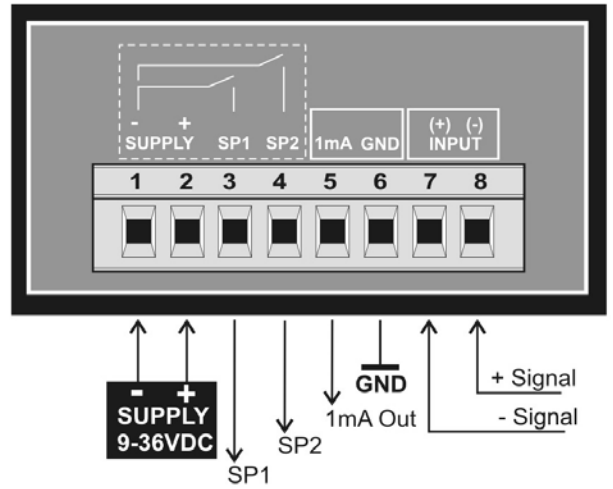 - +
(+) (-)
SUPPLY SP1 SP2 1mA GND INPUT
1 2 3 4 5 6 7 8
- +
SUPPLY
9-36VDC
SP1
SP2
1mA Out
GND
+ Signal
- Signal